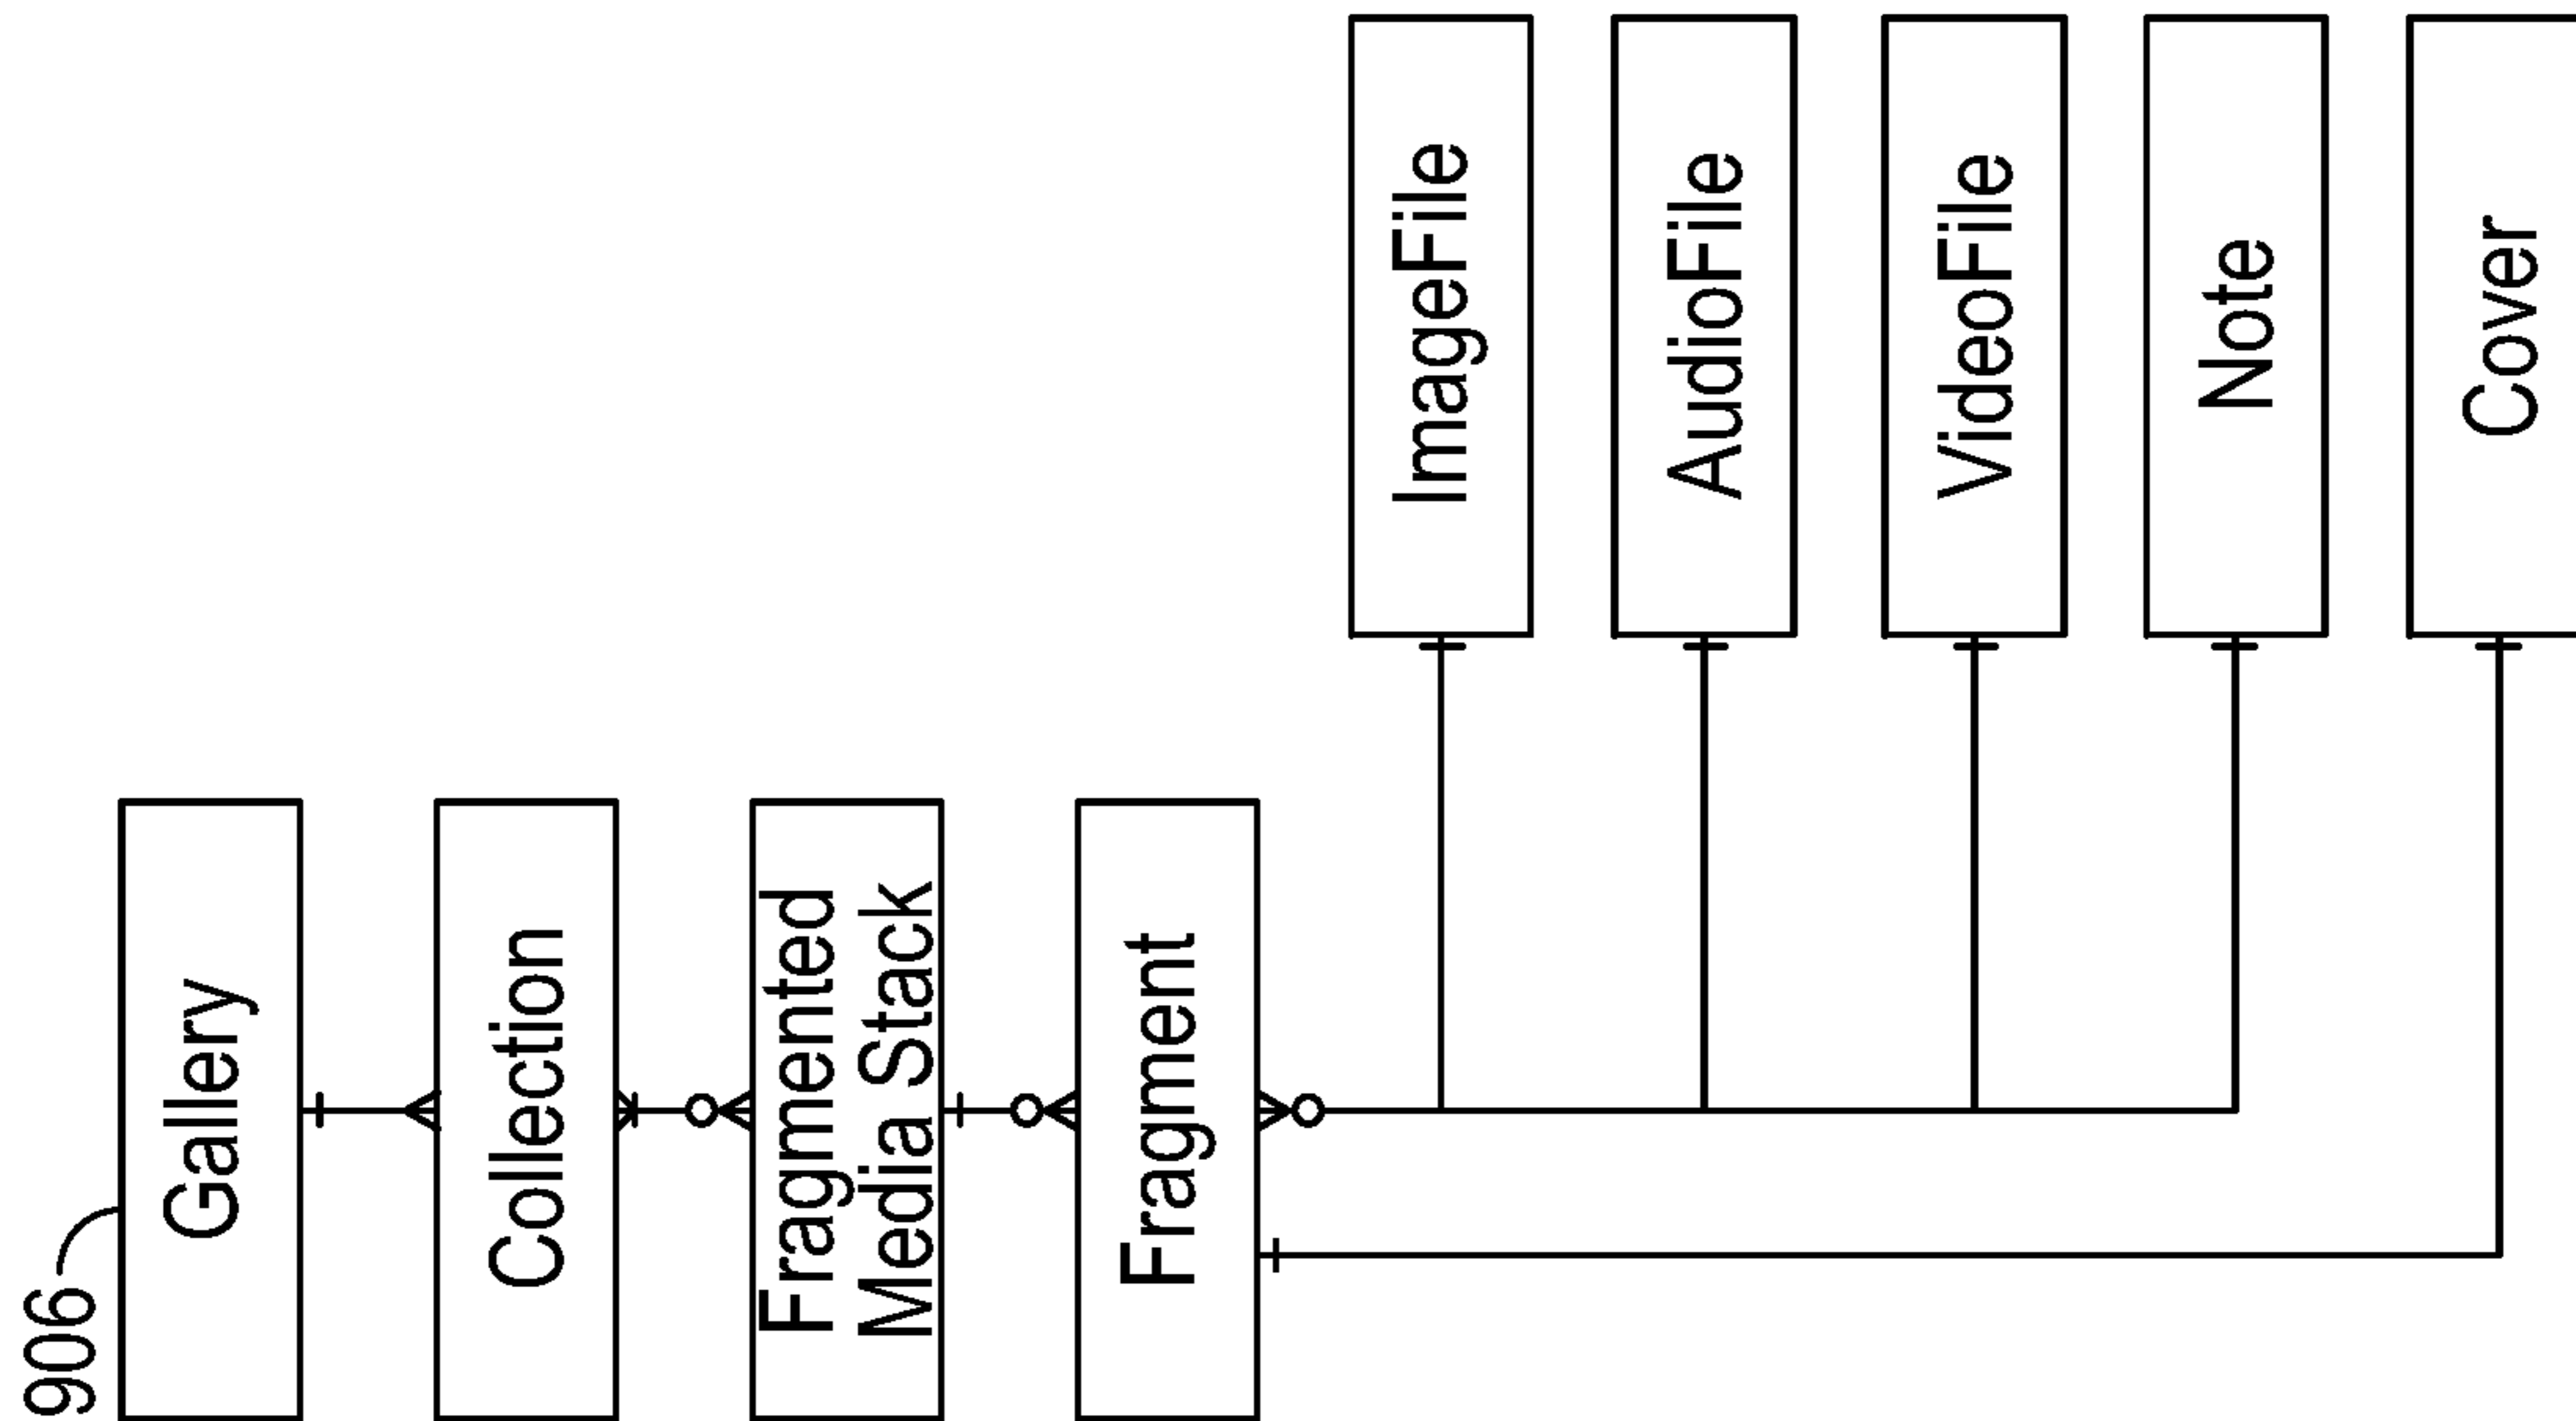 906
Gallery
Collection
Fragmented
Media Stack
Fragment
ImageFile
AudioFile
VideoFile
Note
Cover